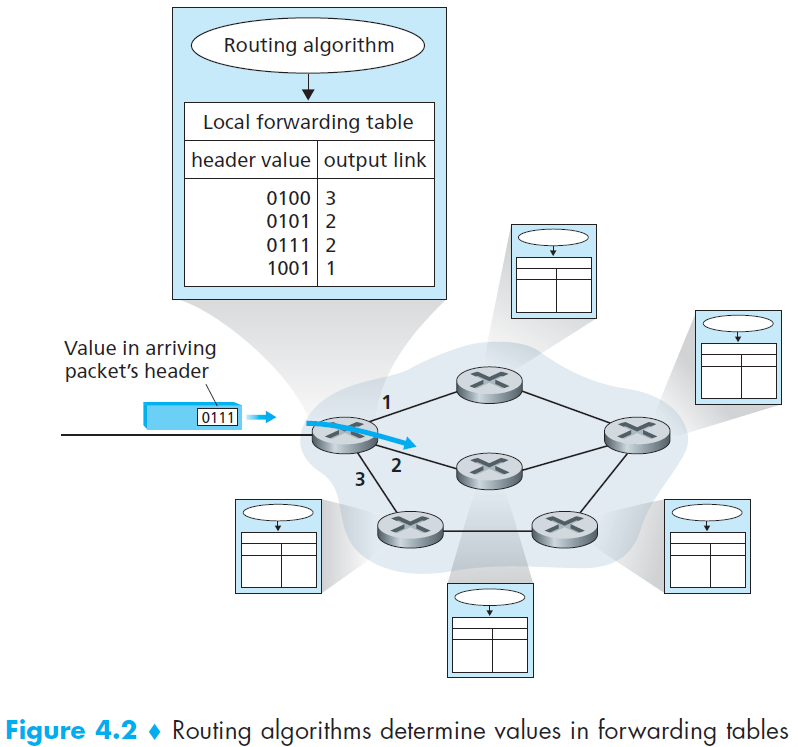 Routing algorithm
Local forwarding table
header value output link
0100 3
0101 2
0111 2
1001 1
Value in arriving
packet's header
0111
1
2
3
Figure 4.2 ♦ Routing algorithms determine values in forwarding tables